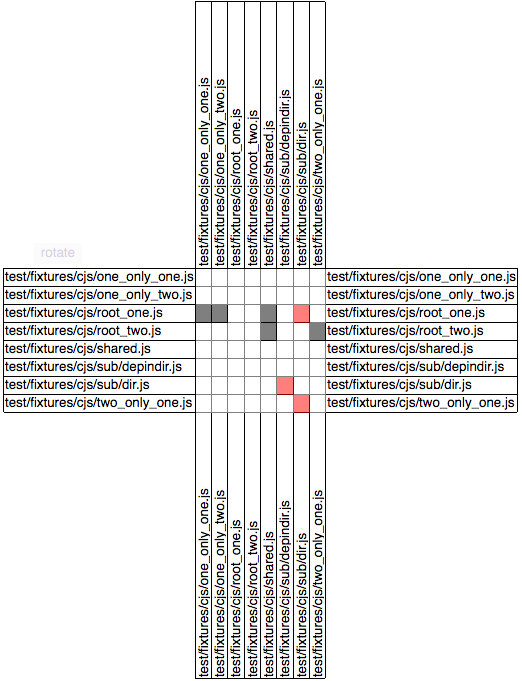 test/fixtures/cjs/one_only_one.js
test/fixtures/cjs/one_only_two.js
test/fixtures/cjs/root_one.js
test/fixtures/cjs/root_two.js
test/fixtures/cjs/shared.js
test/fixtures/cjs/sub/depindir.js
test/fixtures/cjs/sub/dir.js
test/fixtures/cjs/two_only_one.js
rotate
test/fixtures/cjs/one_only_one.js test/fixtures/cjs/one_only_one.js
test/fixtures/cjs/one_only_two.js test/fixtures/cjs/one_only_two.js
test/fixtures/cjs/root_one.js test/fixtures/cjs/root_one.js
test/fixtures/cjs/root_two.js test/fixtures/cjs/root_two.js
test/fixtures/cjs/shared.js test/fixtures/cjs/shared.js
test/fixtures/cjs/sub/depindir.js test/fixtures/cjs/sub/depindir.js
test/fixtures/cjs/sub/dir.js test/fixtures/cjs/sub/dir.js
test/fixtures/cjs/two_only_one.js test/fixtures/cjs/two_only_one.js
test/fixtures/cjs/one_only_one.js
test/fixtures/cjs/one_only_two.js
test/fixtures/cjs/root_one.js
test/fixtures/cjs/root_two.js
test/fixtures/cjs/shared.js
test/fixtures/cjs/sub/depindir.js
test/fixtures/cjs/sub/dir.js
test/fixtures/cjs/two_only_one.js